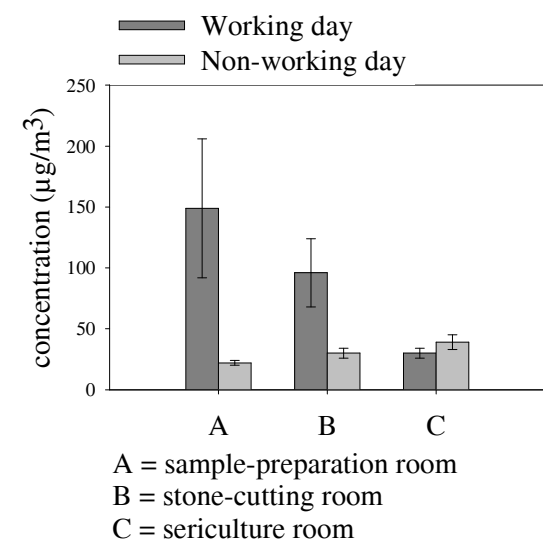 Working day
Non-working day
concentration (µg/m3)
250
200
150
100
50
0
A
B
C
A = sample-preparation room
B = stone-cutting room
C = sericulture room